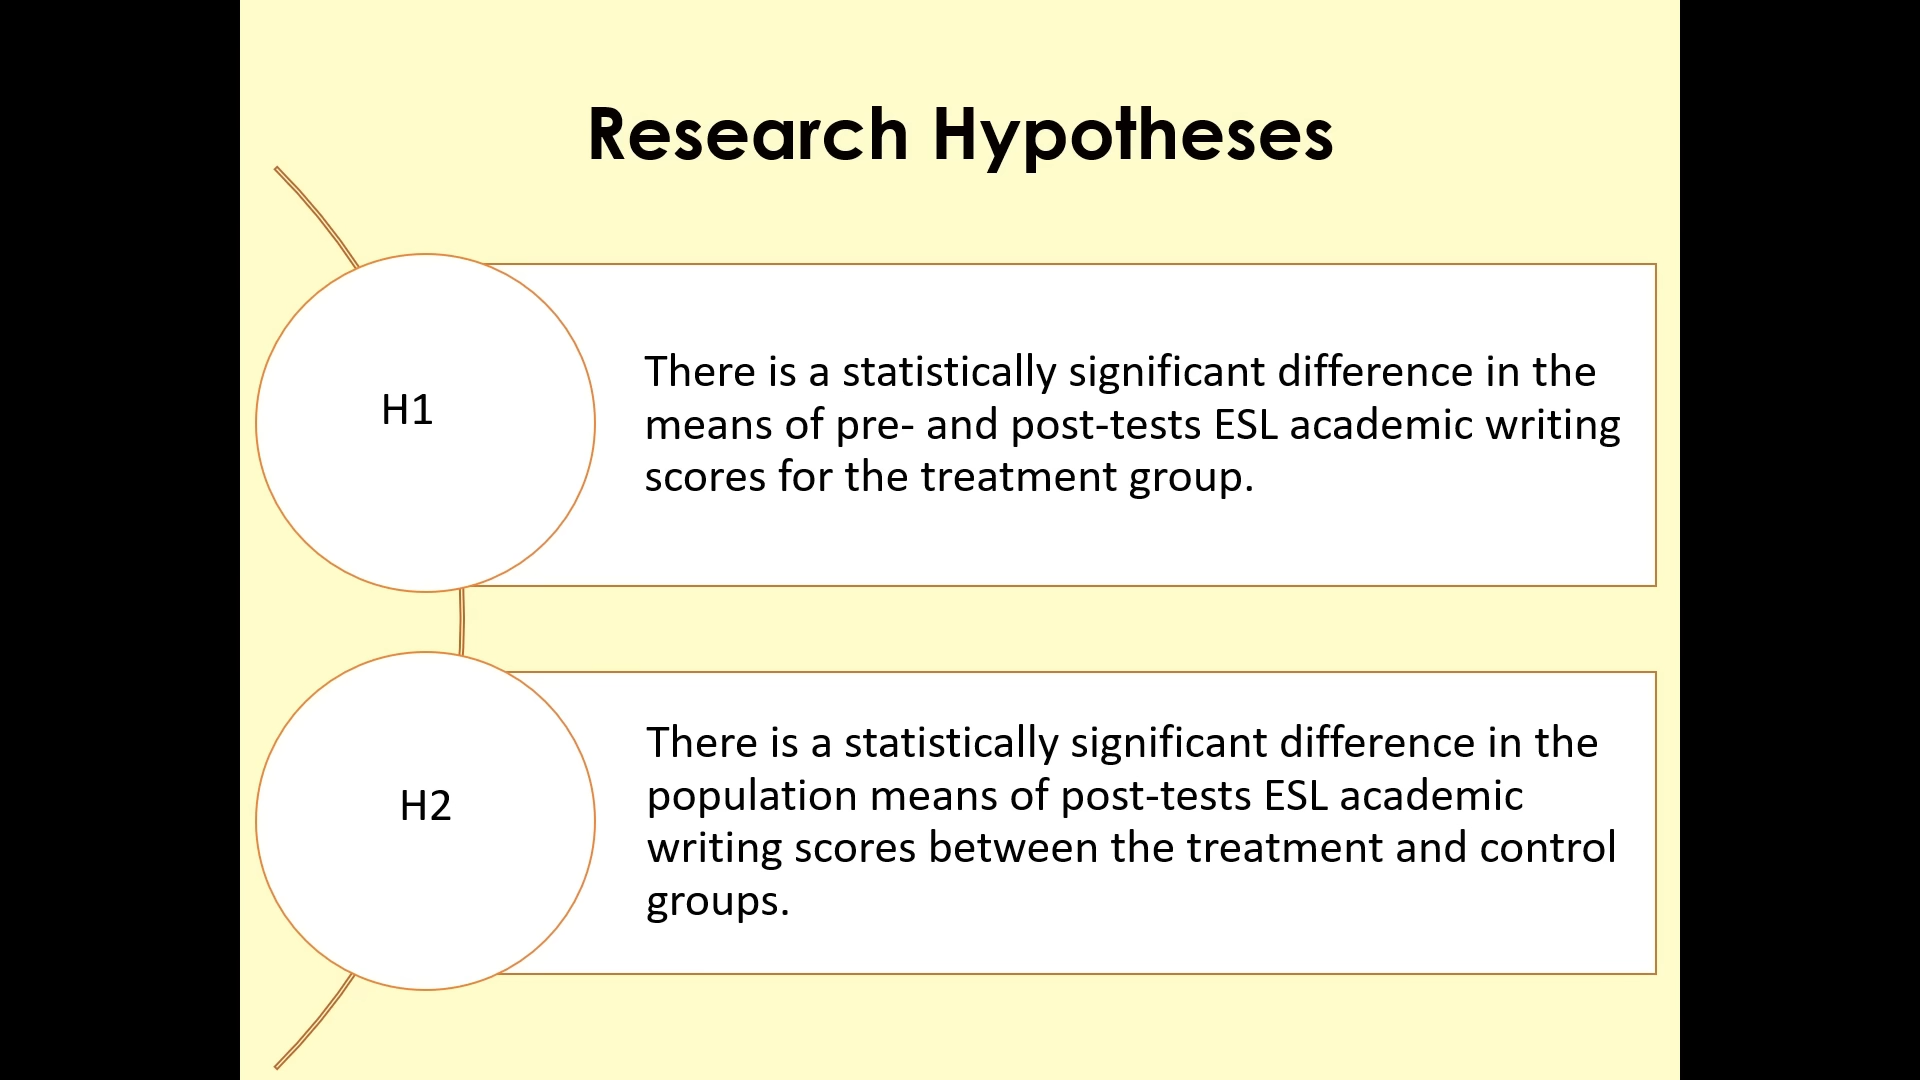 Research Hypotheses
H1
There is a statistically significant difference in the
means of pre- and post-tests ESL academic writing
scores for the treatment group.
H2
There is a statistically significant difference in the
population means of post-tests ESL academic
writing scores between the treatment and control
groups.